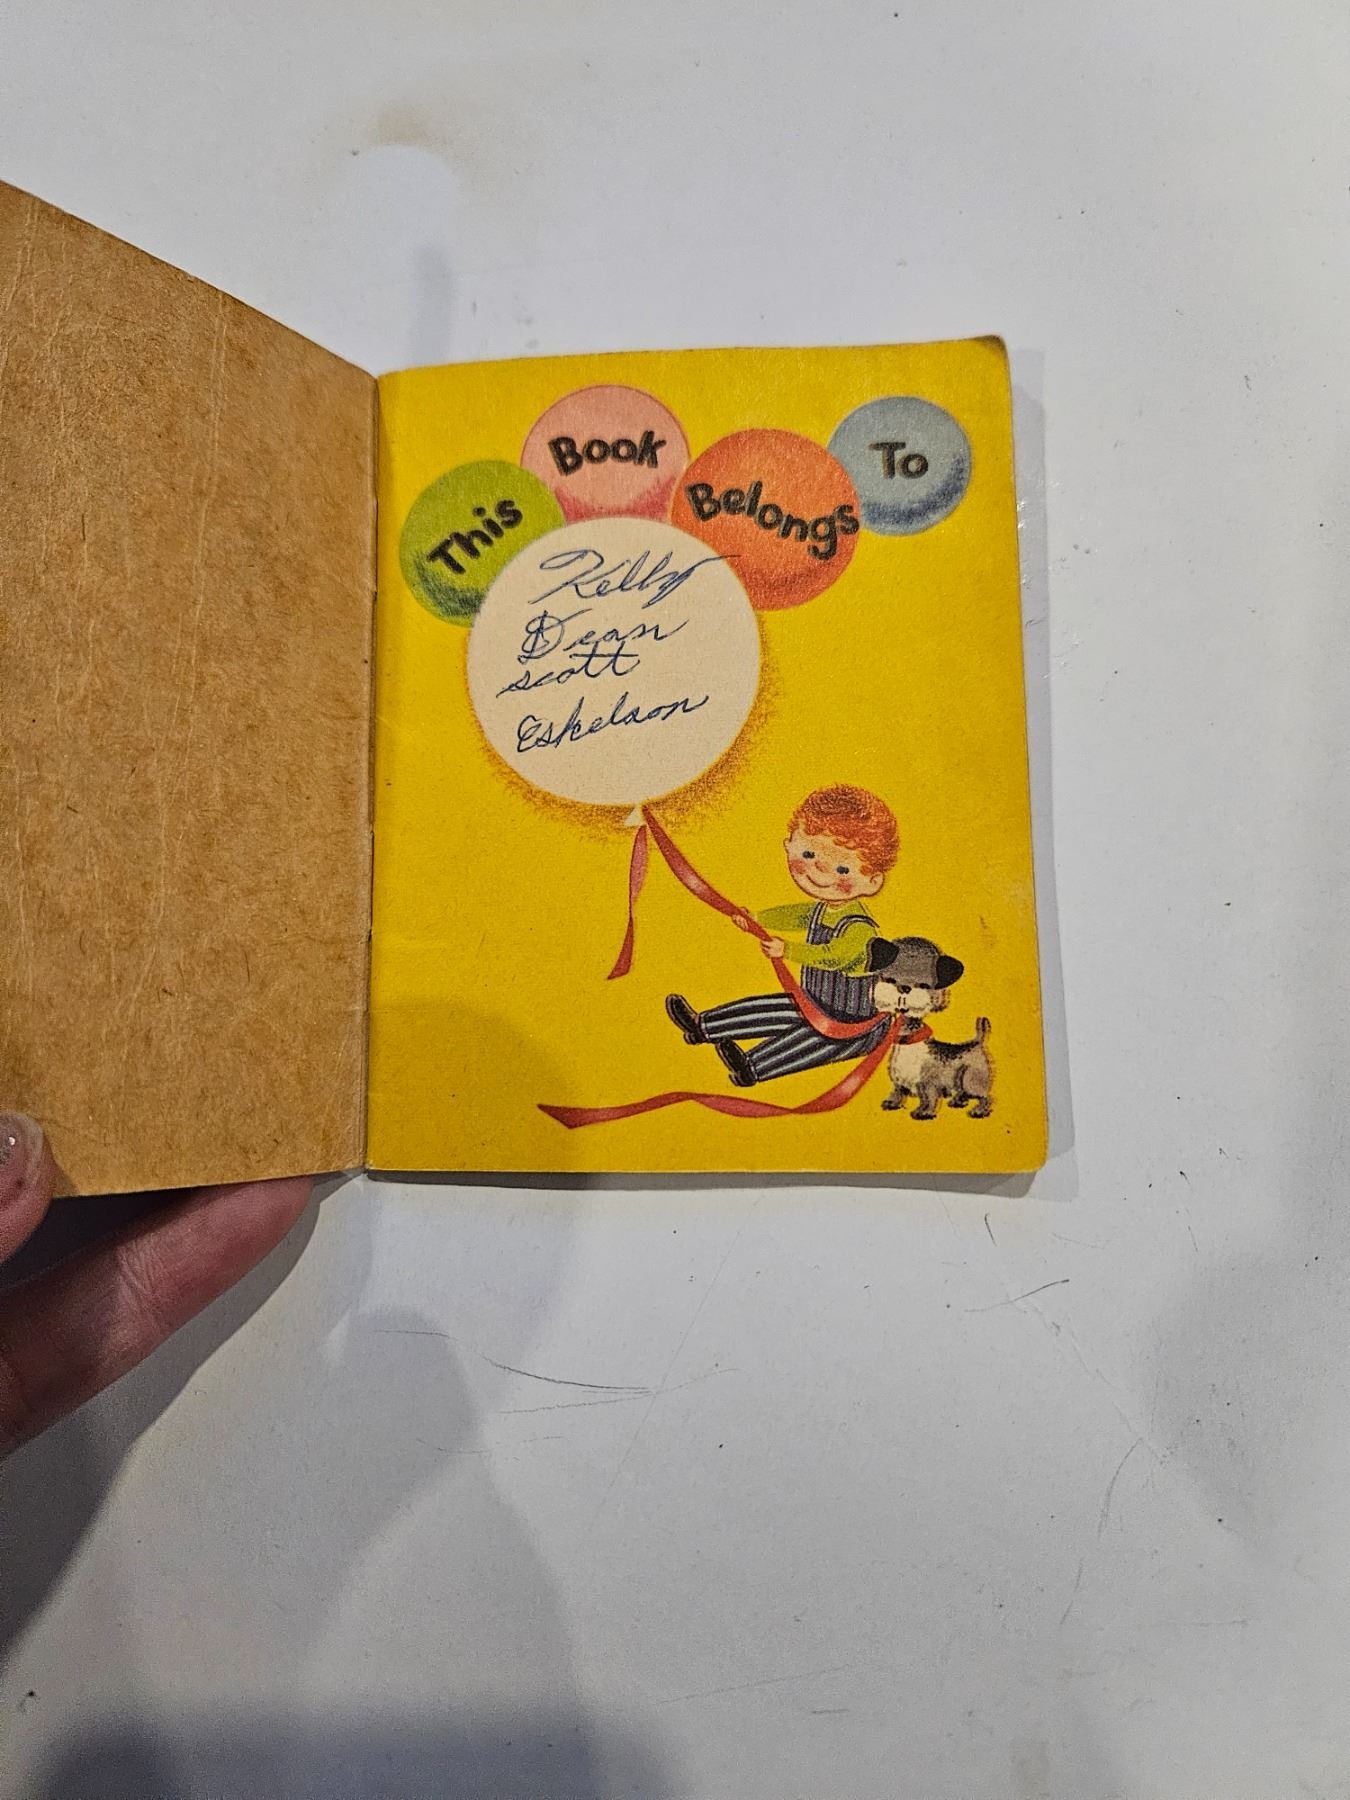 This Book Belongs To
Kelly
Dean
scott
Eskelson